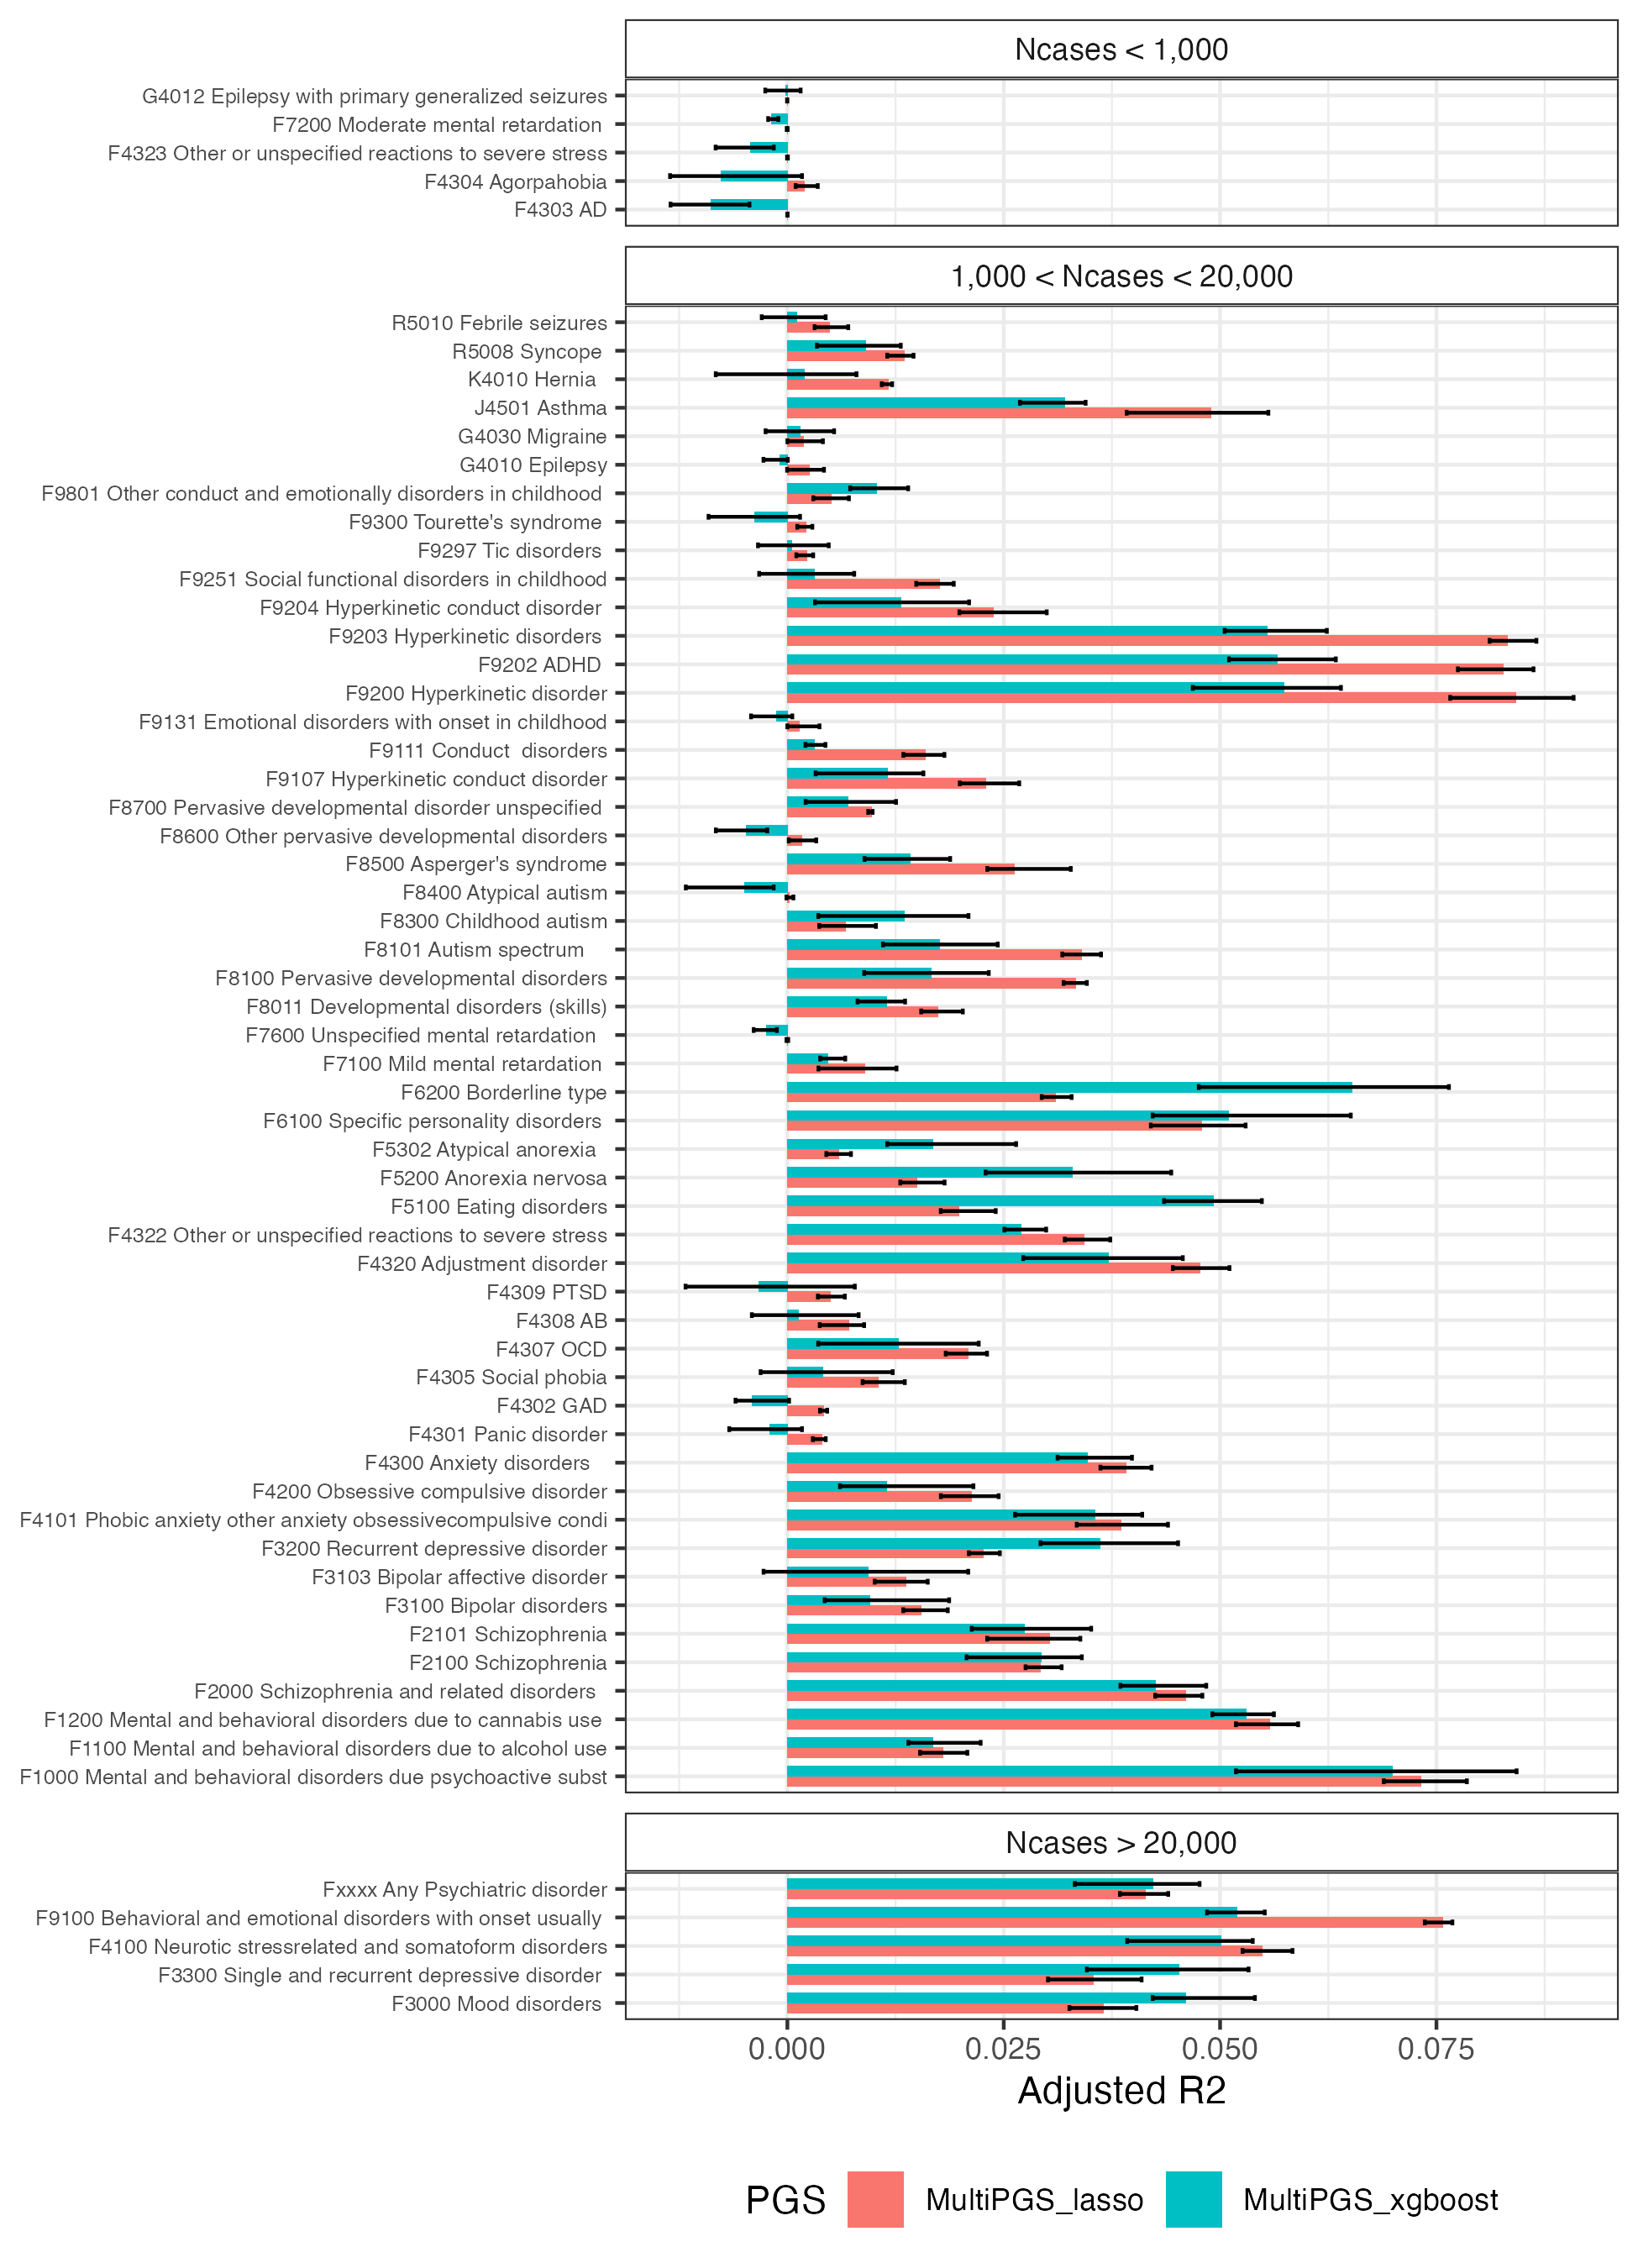 Ncases < 1,000
G4012 Epilepsy with primary generalized seizures
F7200 Moderate mental retardation
F4323 Other or unspecified reactions to severe stress
F4304 Agorpahobia
F4303 AD
1,000 < Ncases < 20,000
R5010 Febrile seizures
R5008 Syncope
K4010 Hernia
J4501 Asthma
G4030 Migraine
G4010 Epilepsy
F9801 Other conduct and emotionally disorders in childhood
F9300 Tourette's syndrome
F9297 Tic disorders
F9251 Social functional disorders in childhood
F9204 Hyperkinetic conduct disorder
F9203 Hyperkinetic disorders
F9202 ADHD
F9200 Hyperkinetic disorder
F9131 Emotional disorders with onset in childhood
F9111 Conduct  disorders
F9107 Hyperkinetic conduct disorder
F8700 Pervasive developmental disorder unspecified
F8600 Other pervasive developmental disorders
F8500 Asperger's syndrome
F8400 Atypical autism
F8300 Childhood autism
F8101 Autism spectrum
F8100 Pervasive developmental disorders
F8011 Developmental disorders (skills)
F7600 Unspecified mental retardation
F7100 Mild mental retardation
F6200 Borderline type
F6100 Specific personality disorders
F5302 Atypical anorexia
F5200 Anorexia nervosa
F5100 Eating disorders
F4322 Other or unspecified reactions to severe stress
F4320 Adjustment disorder
F4309 PTSD
F4308 AB
F4307 OCD
F4305 Social phobia
F4302 GAD
F4301 Panic disorder
F4300 Anxiety disorders
F4200 Obsessive compulsive disorder
F4101 Phobic anxiety other anxiety obsessivecompulsive condi
F3200 Recurrent depressive disorder
F3103 Bipolar affective disorder
F3100 Bipolar disorders
F2101 Schizophrenia
F2100 Schizophrenia
F2000 Schizophrenia and related disorders
F1200 Mental and behavioral disorders due to cannabis use
F1100 Mental and behavioral disorders due to alcohol use
F1000 Mental and behavioral disorders due psychoactive subst
Ncases > 20,000
Fxxxx Any Psychiatric disorder
F9100 Behavioral and emotional disorders with onset usually
F4100 Neurotic stressrelated and somatoform disorders
F3300 Single and recurrent depressive disorder
F3000 Mood disorders
0.000 0.025 0.050 0.075
Adjusted R2
PGS MultiPGS_lasso MultiPGS_xgboost